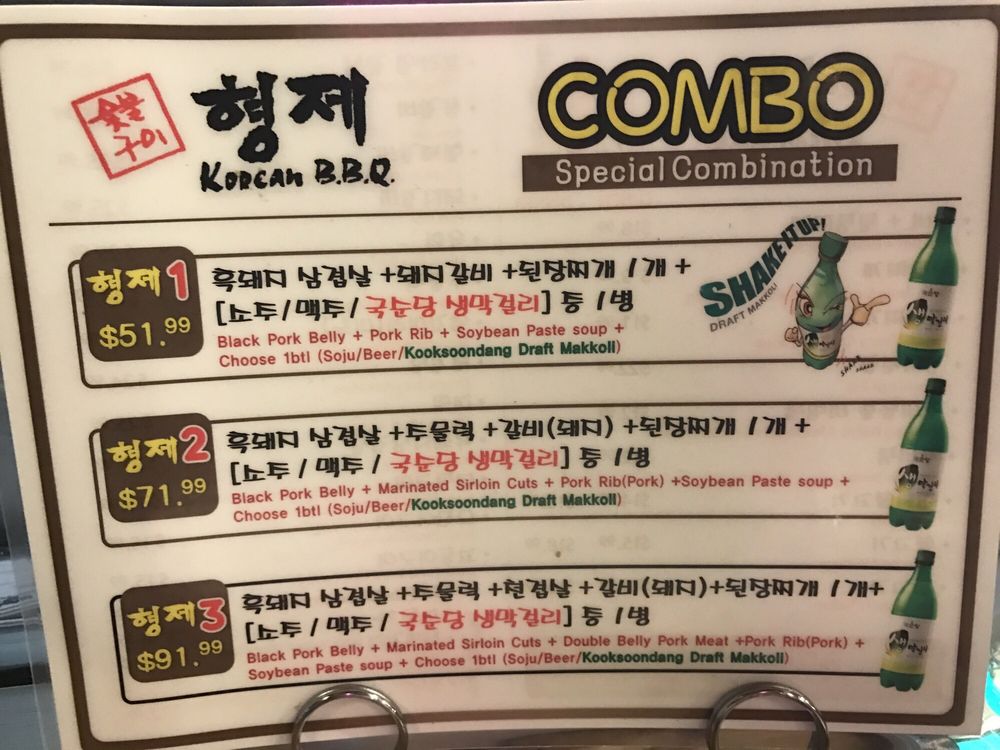 숯불
구이
형제
KOREAN B.B.Q.
COMBO
Special Combination
형제1
$51.99
흑돼지 삼겹살 +돼지갈비 +된장찌개 1개 +
[소주/맥주/국순당 생막걸리] 등 1병
Black Pork Belly + Pork Rib + Soybean Paste soup +
Choose 1btl (Soju/Beer/Kooksoondang Draft Makkoli)
SHAKE IT UP!
DRAFT MAKKOLI
형제2
$71.99
흑돼지 삼겹살 +주물럭 +갈비(돼지) +된장찌개 1개 +
[소주 / 맥주 / 국순당 생막걸리] 등 1병
Black Pork Belly + Marinated Sirloin Cuts + Pork Rib(Pork) +Soybean Paste soup +
Choose 1btl (Soju/Beer/Kooksoondang Draft Makkoli)
형제3
$91.99
흑돼지 삼겹살 +주물럭 +현겹살 +갈비(돼지)+된장찌개 1개+
[소주 / 맥주 / 국순당 생막걸리] 등 1병
Black Pork Belly + Marinated Sirloin Cuts + Double Belly Pork Meat +Pork Rib(Pork) +
Soybean Paste soup + Choose 1btl (Soju/Beer/Kooksoondang Draft Makkoli)